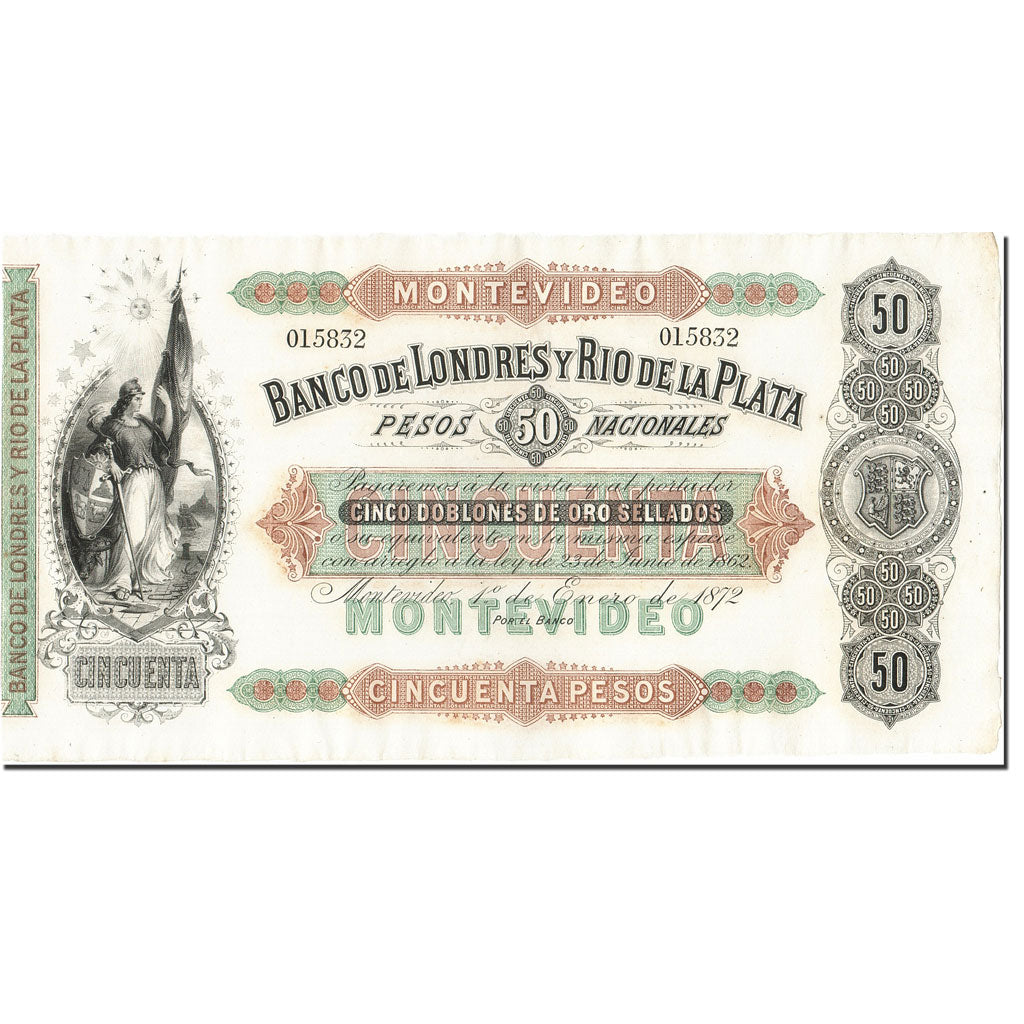 BANCO DE LONDRES Y RIO DE LA PLATA
MONTEVIDEO
015832 015832
BANCO DE LONDRES Y RIO DE LA PLATA
PESOS 50 NACIONALES
Pagaremos á la vista y al portador
CINCUENTA
CINCO DOBLONES DE ORO SELLADOS
o su equivalente en la misma especie
con arreglo a la ley de 23 de Junio de 1862
Montevideo, 1º de Enero de 1872
MONTEVIDEO
POR EL BANCO
CINCUENTA PESOS
CINCUENTA
50
50
50 50
50
50
50 50
50
50